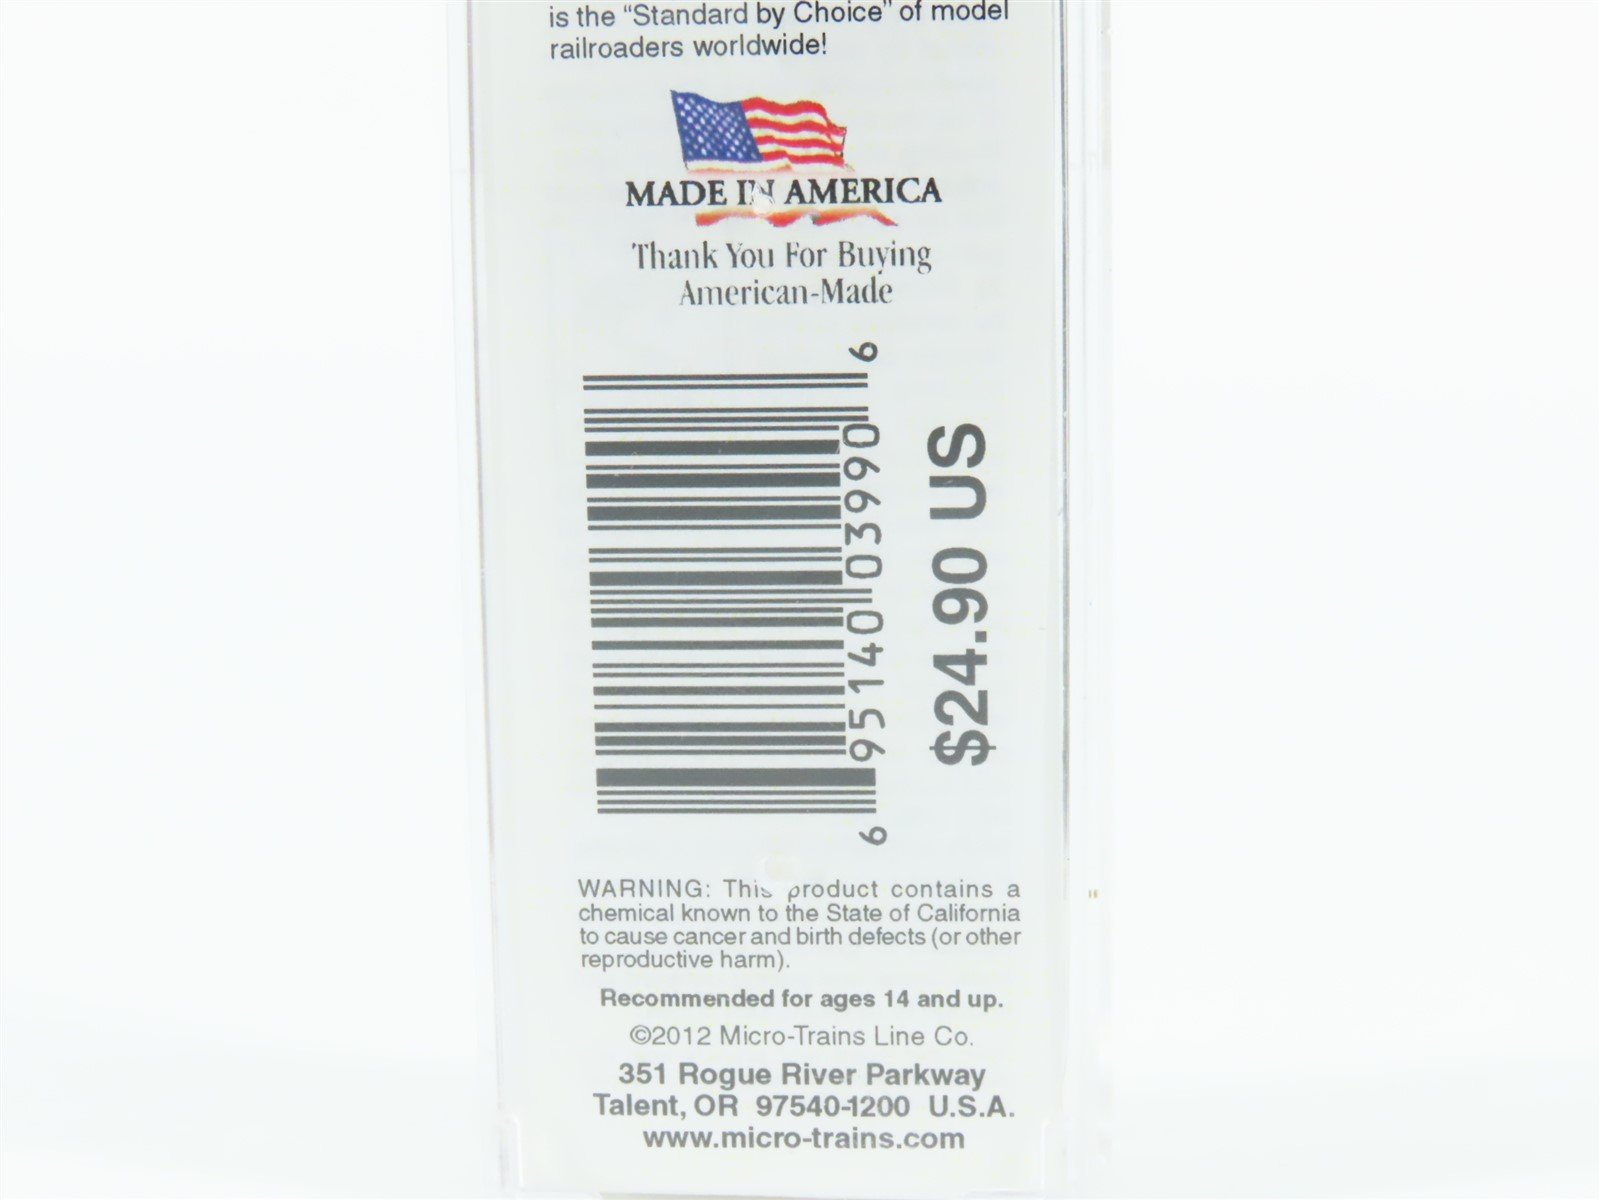 is the “Standard by Choice” of model
railroaders worldwide!
MADE IN AMERICA
Thank You For Buying
American-Made
6 95140 03990 6
$24.90 US
WARNING: This product contains a
chemical known to the State of California
to cause cancer and birth defects (or other
reproductive harm).
Recommended for ages 14 and up.
©2012 Micro-Trains Line Co.
351 Rogue River Parkway
Talent, OR 97540-1200 U.S.A.
www.micro-trains.com